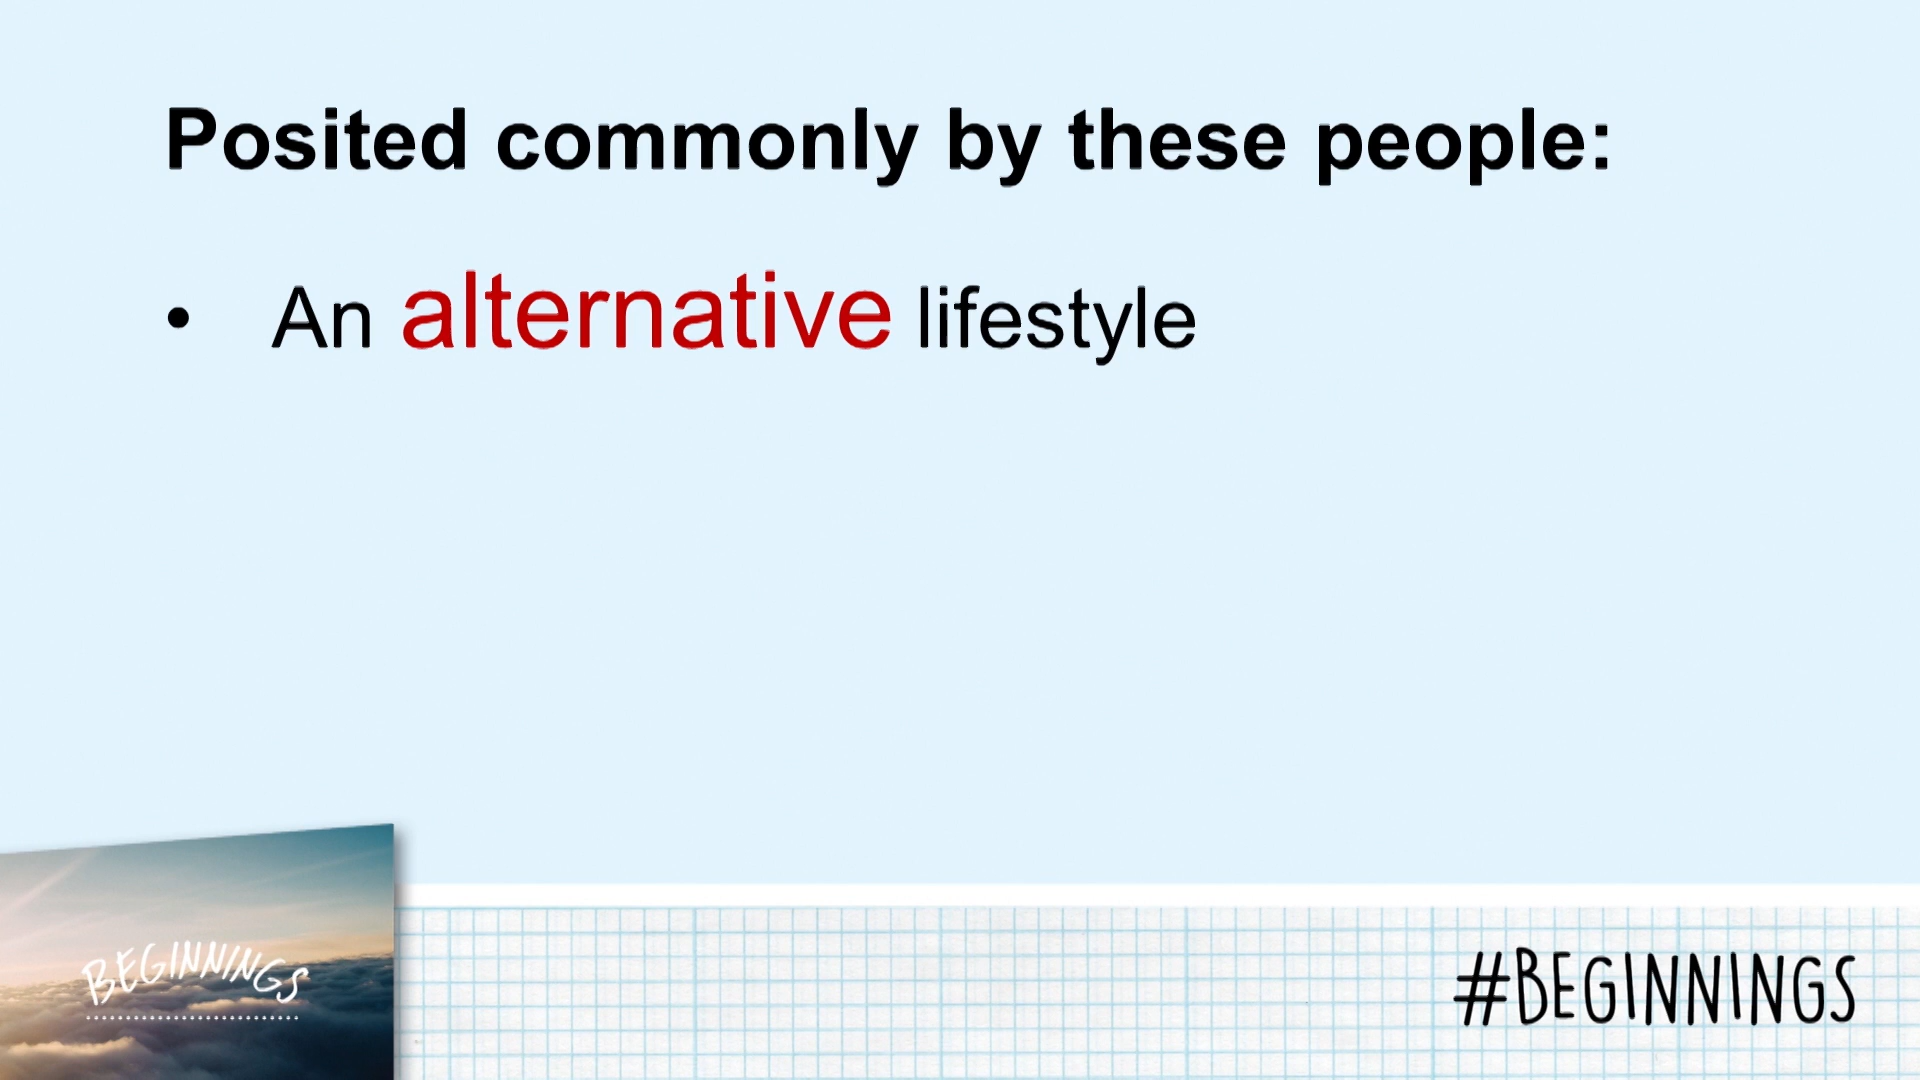 Posited commonly by these people:
• An alternative lifestyle
BEGINNINGS
#BEGINNINGS